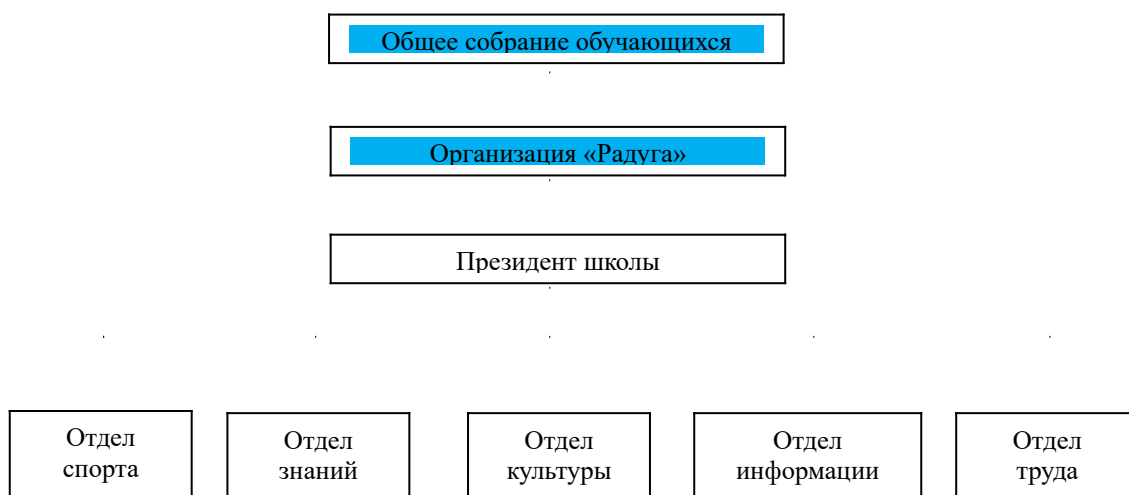 Общее собрание обучающихся
Организация «Радуга»
Президент школы
Отдел
спорта
Отдел
знаний
Отдел
культуры
Отдел
информации
Отдел
труда